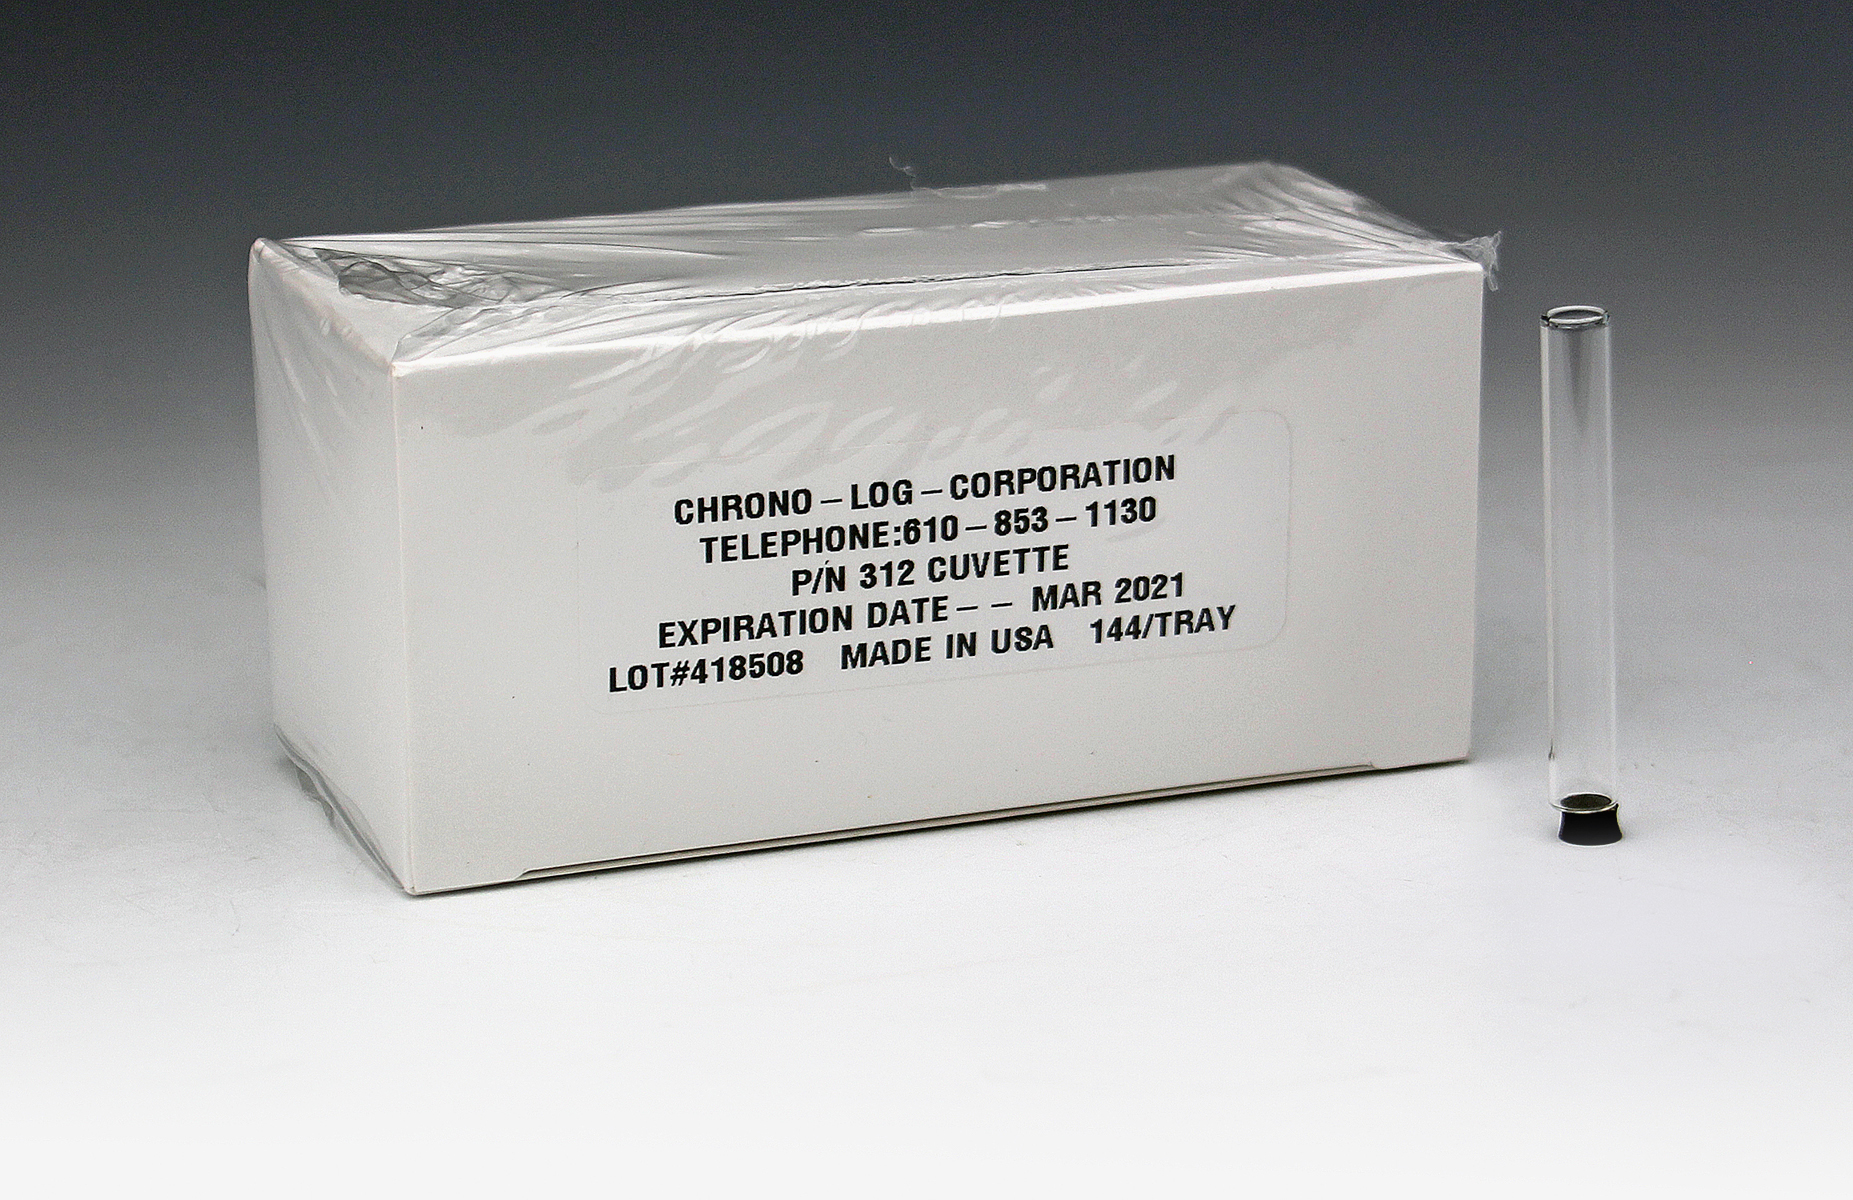 CHRONO – LOG – CORPORATION
TELEPHONE:610 – 853 – 1130
P/N 312 CUVETTE
EXPIRATION DATE – – MAR 2021
LOT#418508 MADE IN USA 144/TRAY